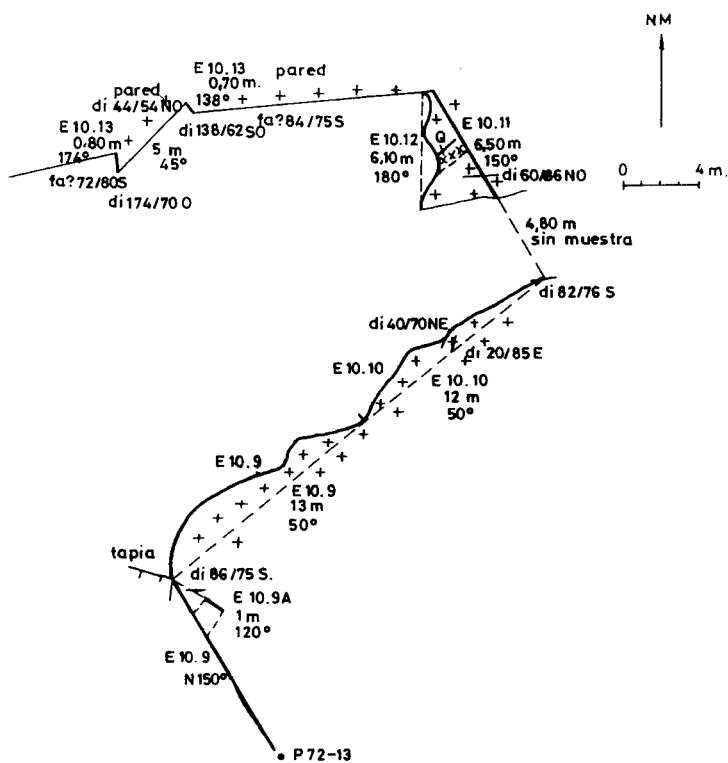 NM
E 10.13
0,70 m.
138°
pared
pared
di 44/54 NO
di 138/62 SO
fa? 84/75 S
E 10.13
0,80 m
174°
5 m
45°
fa? 72/80S
di 174/70 O
E 10.12
6,10 m
180°
Q
E 10.11
6,50 m
150°
di 60/86 NO
0 4 m.
4,80 m
sin muestra
di 82/76 S
di 40/70 NE
di 20/85 E
E 10.10
E 10.10
12 m
50°
E 10.9
E 10.9
13 m
50°
tapia
di 86/75 S.
E 10.9A
1 m
120°
E 10.9
N 150°
P 72-13